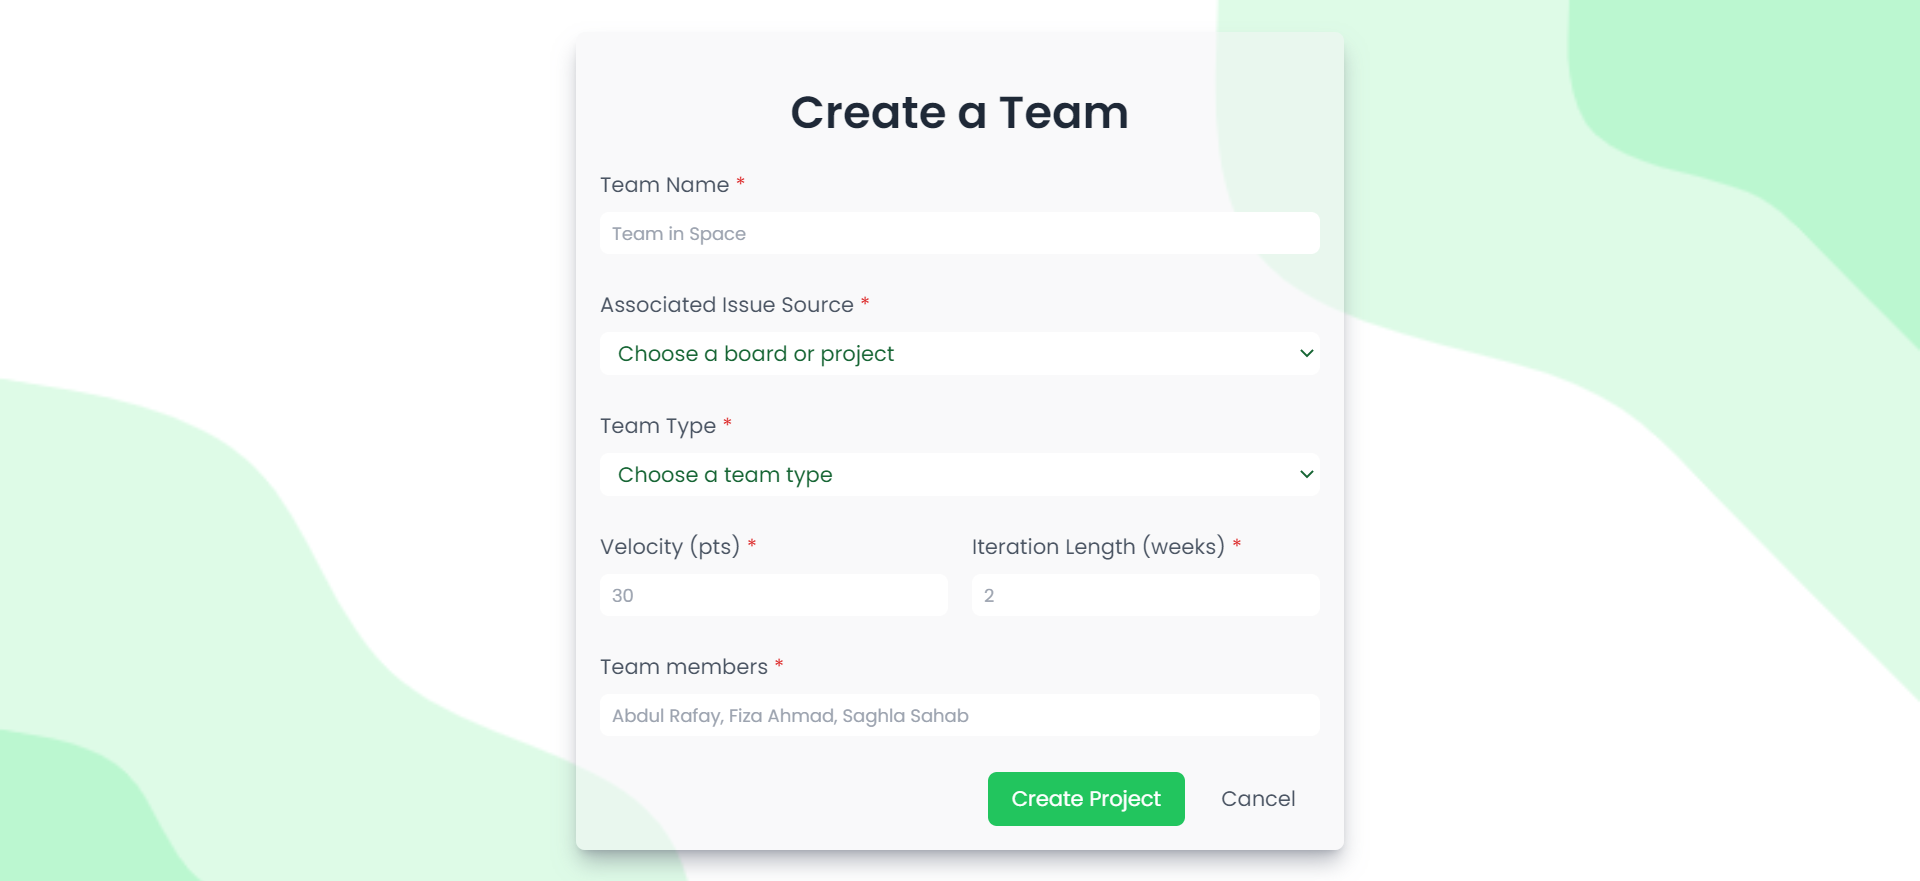 Create a Team
Team Name *
Team in Space
Associated Issue Source *
Choose a board or project
Team Type *
Choose a team type
Velocity (pts) *
Iteration Length (weeks) *
30
2
Team members *
Abdul Rafay, Fiza Ahmad, Saghla Sahab
Create Project
Cancel